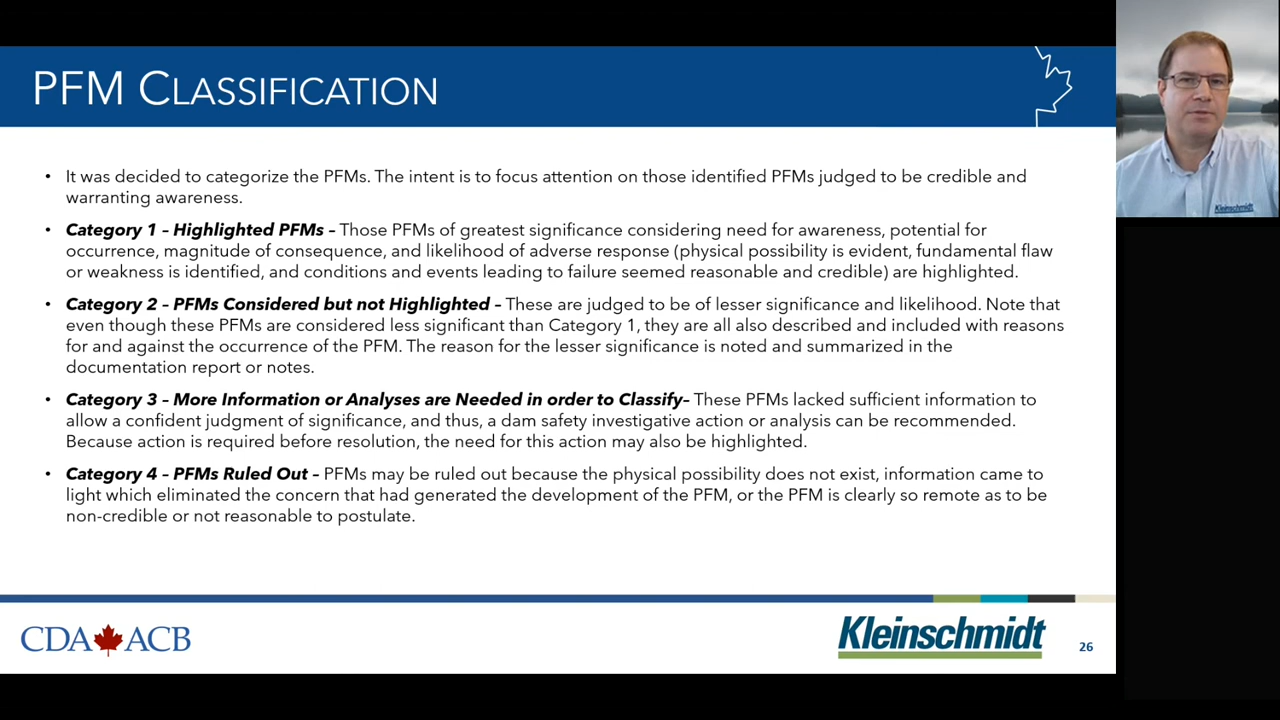 PFM CLASSIFICATION
• It was decided to categorize the PFMs. The intent is to focus attention on those identified PFMs judged to be credible and
warranting awareness.
• Category 1 – Highlighted PFMs – Those PFMs of greatest significance considering need for awareness, potential for
occurrence, magnitude of consequence, and likelihood of adverse response (physical possibility is evident, fundamental flaw
or weakness is identified, and conditions and events leading to failure seemed reasonable and credible) are highlighted.
• Category 2 – PFMs Considered but not Highlighted – These are judged to be of lesser significance and likelihood. Note that
even though these PFMs are considered less significant than Category 1, they are all also described and included with reasons
for and against the occurrence of the PFM. The reason for the lesser significance is noted and summarized in the
documentation report or notes.
• Category 3 – More Information or Analyses are Needed in order to Classify– These PFMs lacked sufficient information to
allow a confident judgment of significance, and thus, a dam safety investigative action or analysis can be recommended.
Because action is required before resolution, the need for this action may also be highlighted.
• Category 4 – PFMs Ruled Out – PFMs may be ruled out because the physical possibility does not exist, information came to
light which eliminated the concern that had generated the development of the PFM, or the PFM is clearly so remote as to be
non-credible or not reasonable to postulate.
CDA ACB
Kleinschmidt
26
Kleinschmidt